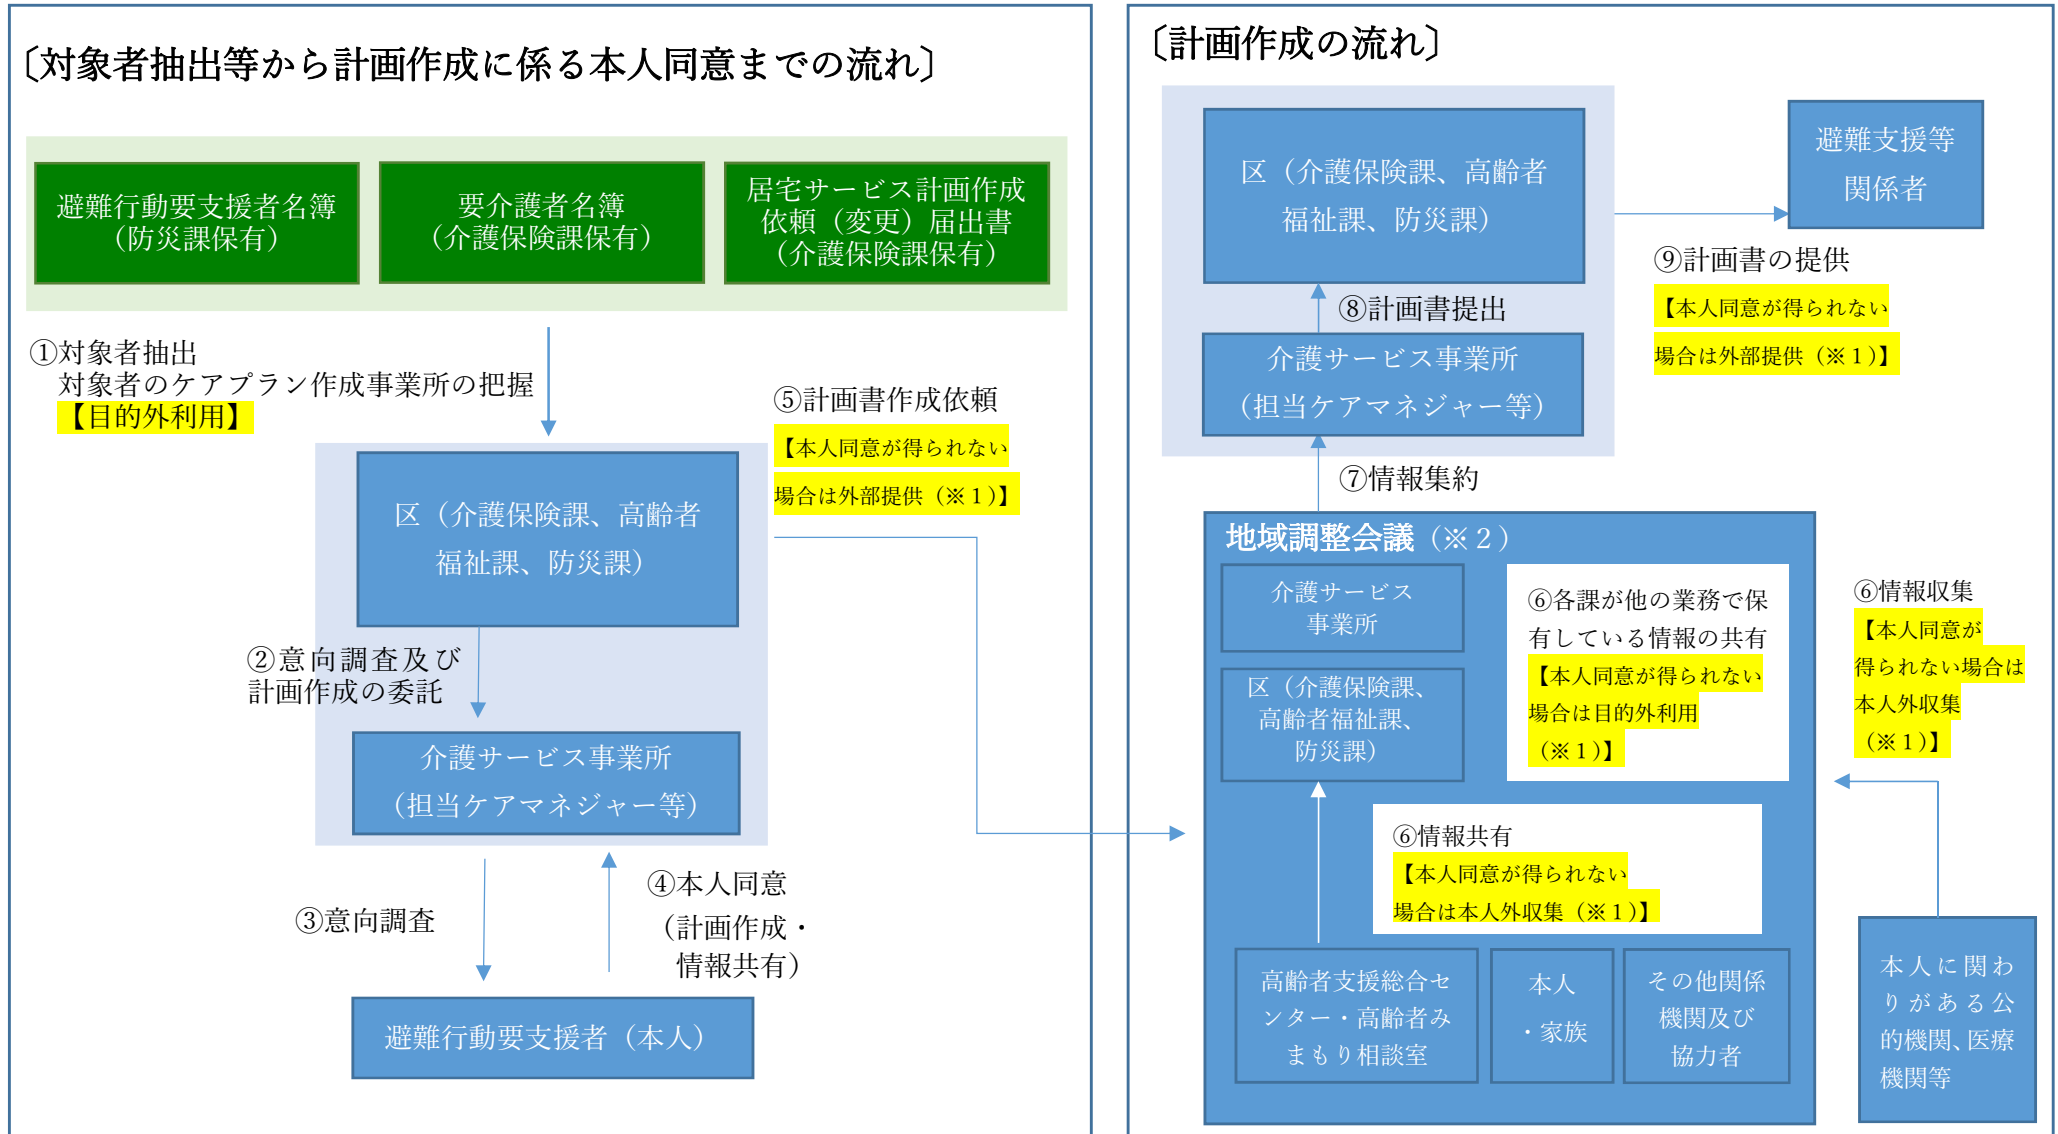 〔対象者抽出等から計画作成に係る本人同意までの流れ〕
避難行動要支援者名簿
（防災課保有）
要介護者名簿
（介護保険課保有）
居宅サービス計画作成
依頼（変更）届出書
（介護保険課保有）
①対象者抽出
対象者のケアプラン作成事業所の把握
【目的外利用】
⑤計画書作成依頼
【本人同意が得られない
場合は外部提供（※１）】
区（介護保険課、高齢者
福祉課、防災課）
②意向調査及び
計画作成の委託
介護サービス事業所
（担当ケアマネジャー等）
③意向調査
④本人同意
（計画作成・
情報共有）
避難行動要支援者（本人）
〔計画作成の流れ〕
区（介護保険課、高齢者
福祉課、防災課）
避難支援等
関係者
⑨計画書の提供
【本人同意が得られない
場合は外部提供（※１）】
⑧計画書提出
介護サービス事業所
（担当ケアマネジャー等）
⑦情報集約
地域調整会議（※２）
介護サービス
事業所
区（介護保険課、
高齢者福祉課、
防災課）
⑥各課が他の業務で保
有している情報の共有
【本人同意が得られない
場合は目的外利用
（※１）】
⑥情報収集
【本人同意が
得られない場合は
本人外収集
（※１）】
⑥情報共有
【本人同意が得られない
場合は本人外収集（※１）】
高齢者支援総合セ
ンター・高齢者み
まもり相談室
本人
・家族
その他関係
機関及び
協力者
本人に関わ
りがある公
的機関、医療
機関等